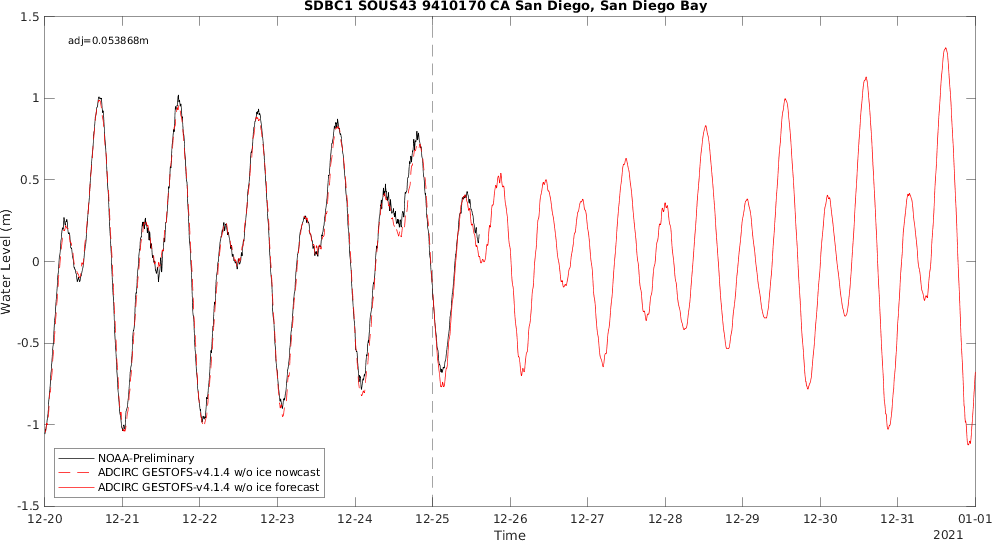 SDBC1 SOUS43 9410170 CA San Diego, San Diego Bay
adj=0.053868m
1.5
1
0.5
0
-0.5
-1
-1.5
Water Level (m)
NOAA-Preliminary
ADCIRC GESTOFS-v4.1.4 w/o ice nowcast
ADCIRC GESTOFS-v4.1.4 w/o ice forecast
12-20 12-21 12-22 12-23 12-24 12-25 12-26 12-27 12-28 12-29 12-30 12-31 01-01
Time
2021